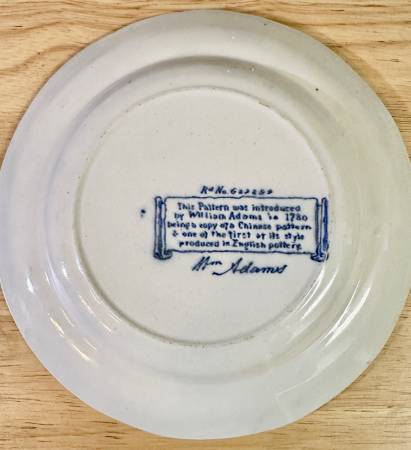 Rd No. 623259
This Pattern was introduced
by William Adams in 1780
being a copy of a Chinese pattern
& one of the first of its style
produced in English pottery.
Wm Adams